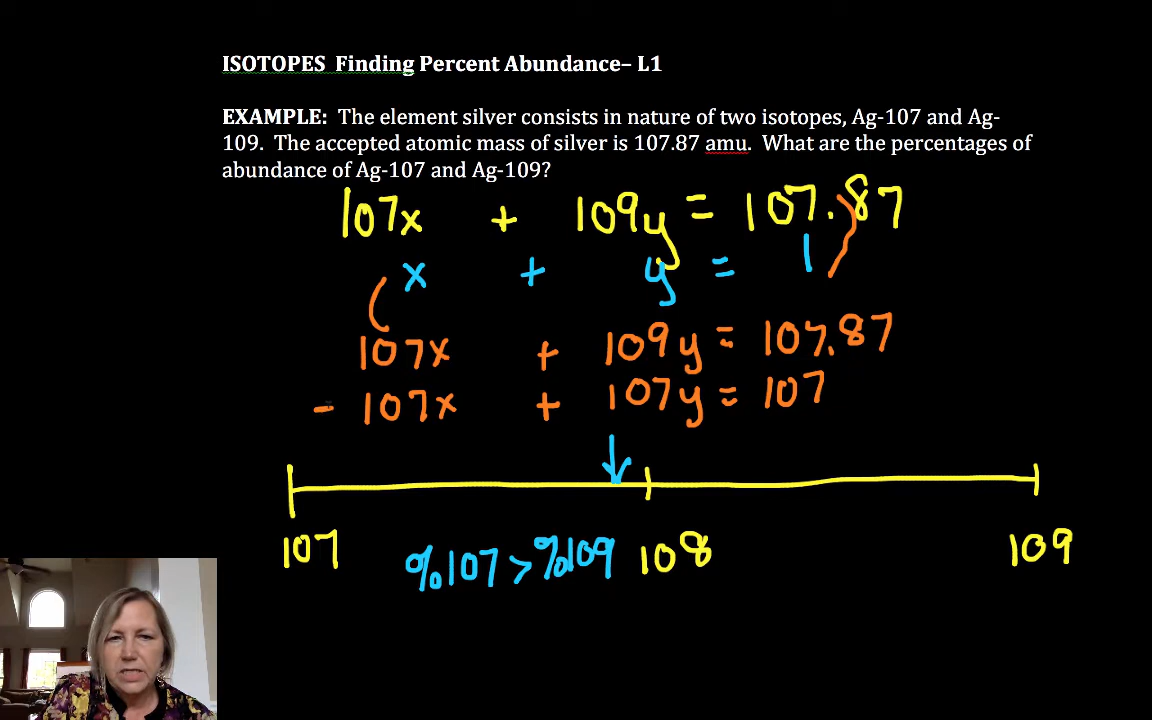 ISOTOPES Finding Percent Abundance– L1
EXAMPLE: The element silver consists in nature of two isotopes, Ag-107 and Ag-
109. The accepted atomic mass of silver is 107.87 amu. What are the percentages of
abundance of Ag-107 and Ag-109?
107x + 109y = 107.87
x + y = 1
107x + 109y = 107.87
- 107x + 107y = 107
107 %107 > %109 108 109